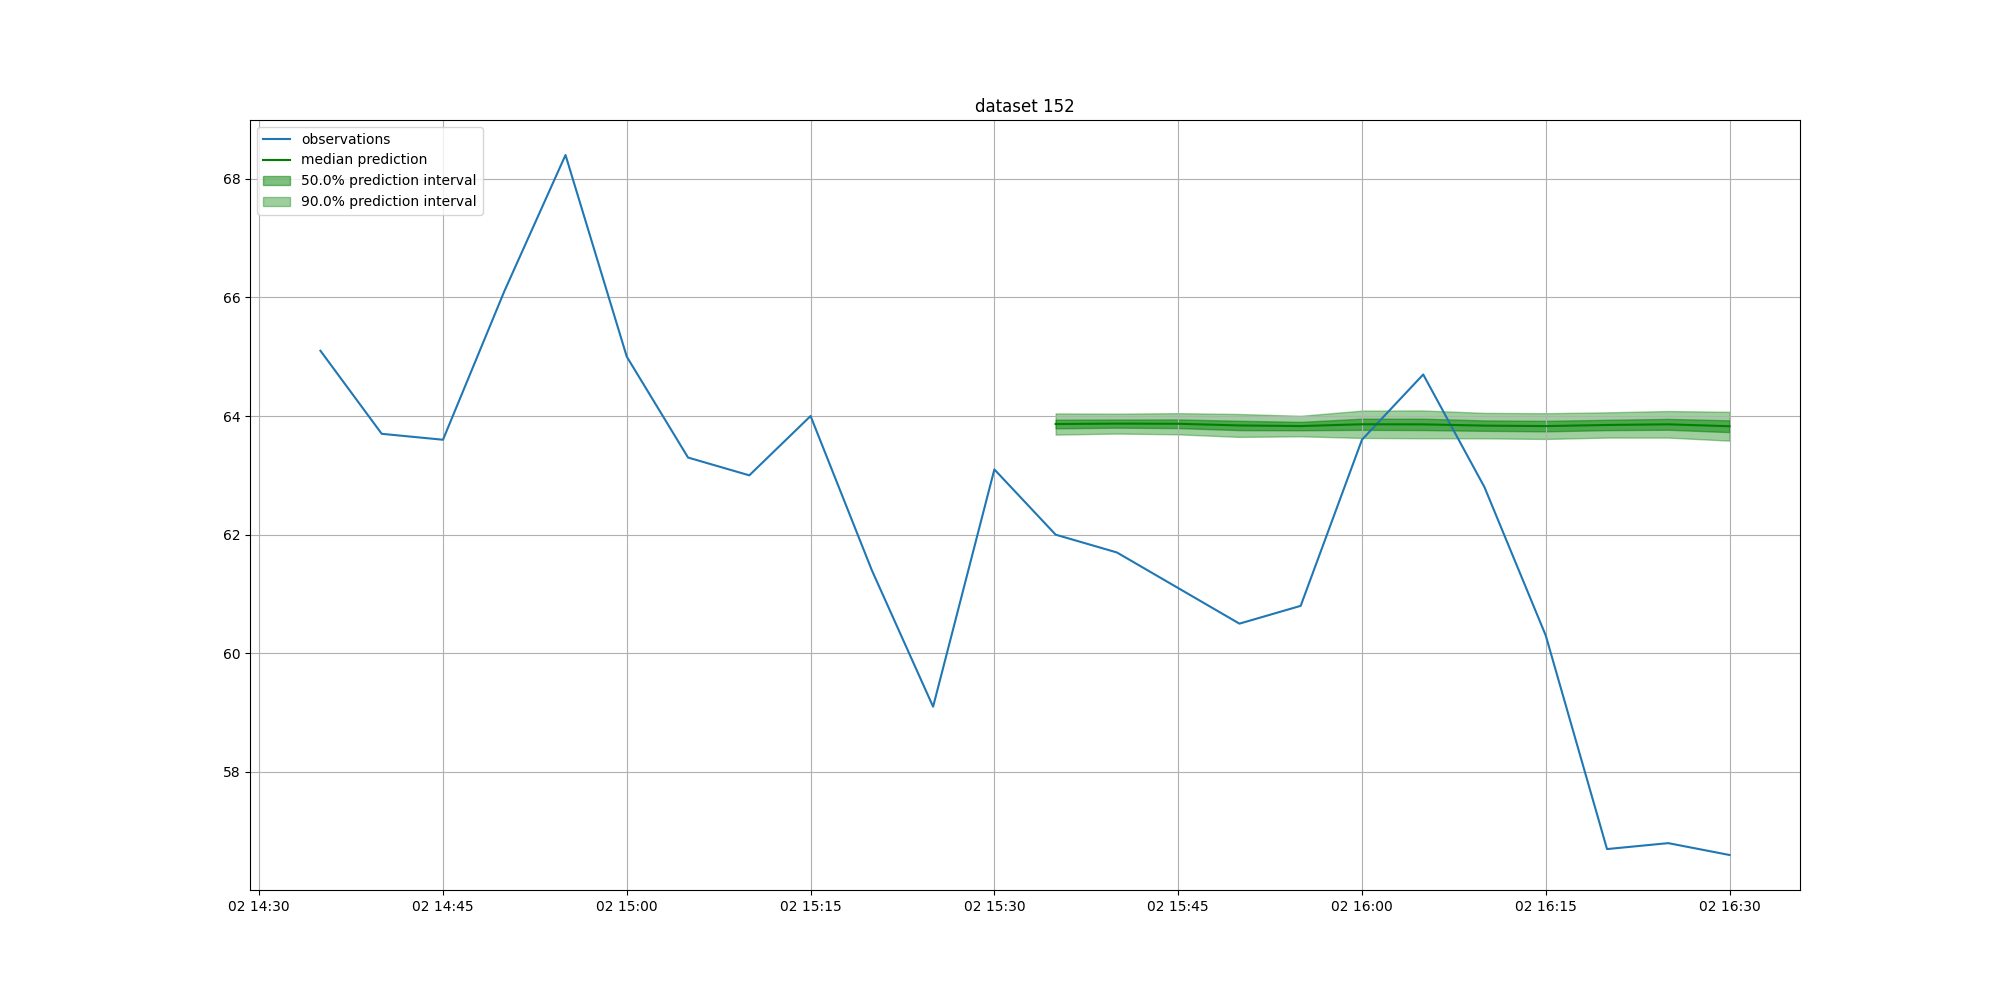 dataset 152
observations
median prediction
50.0% prediction interval
90.0% prediction interval
68
66
64
62
60
58
02 14:30 02 14:45 02 15:00 02 15:15 02 15:30 02 15:45 02 16:00 02 16:15 02 16:30